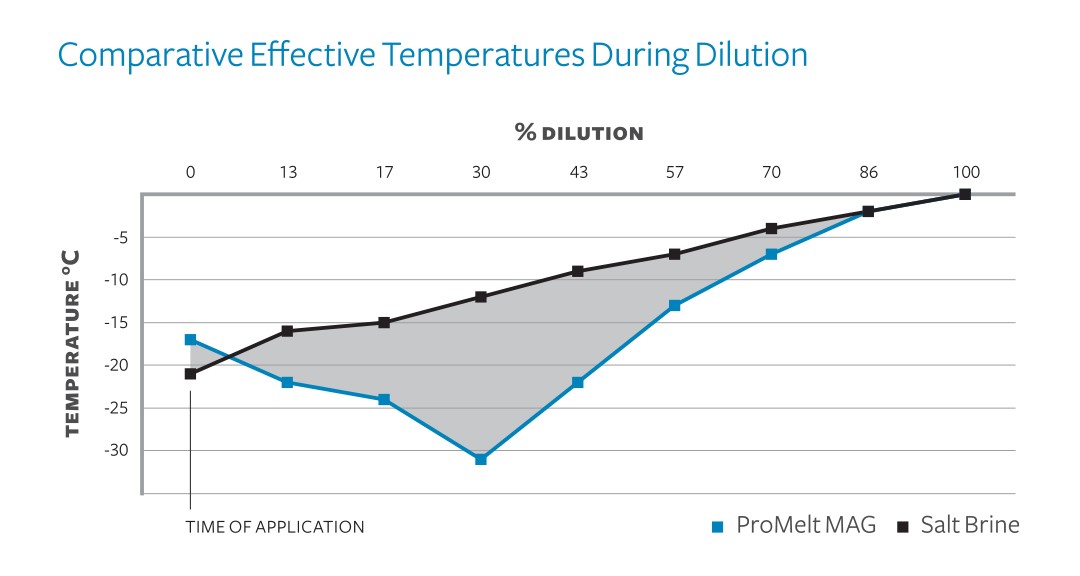 Comparative Effective Temperatures During Dilution
% DILUTION
0 13 17 30 43 57 70 86 100
TEMPERATURE °C
-5
-10
-15
-20
-25
-30
TIME OF APPLICATION
ProMelt MAG Salt Brine